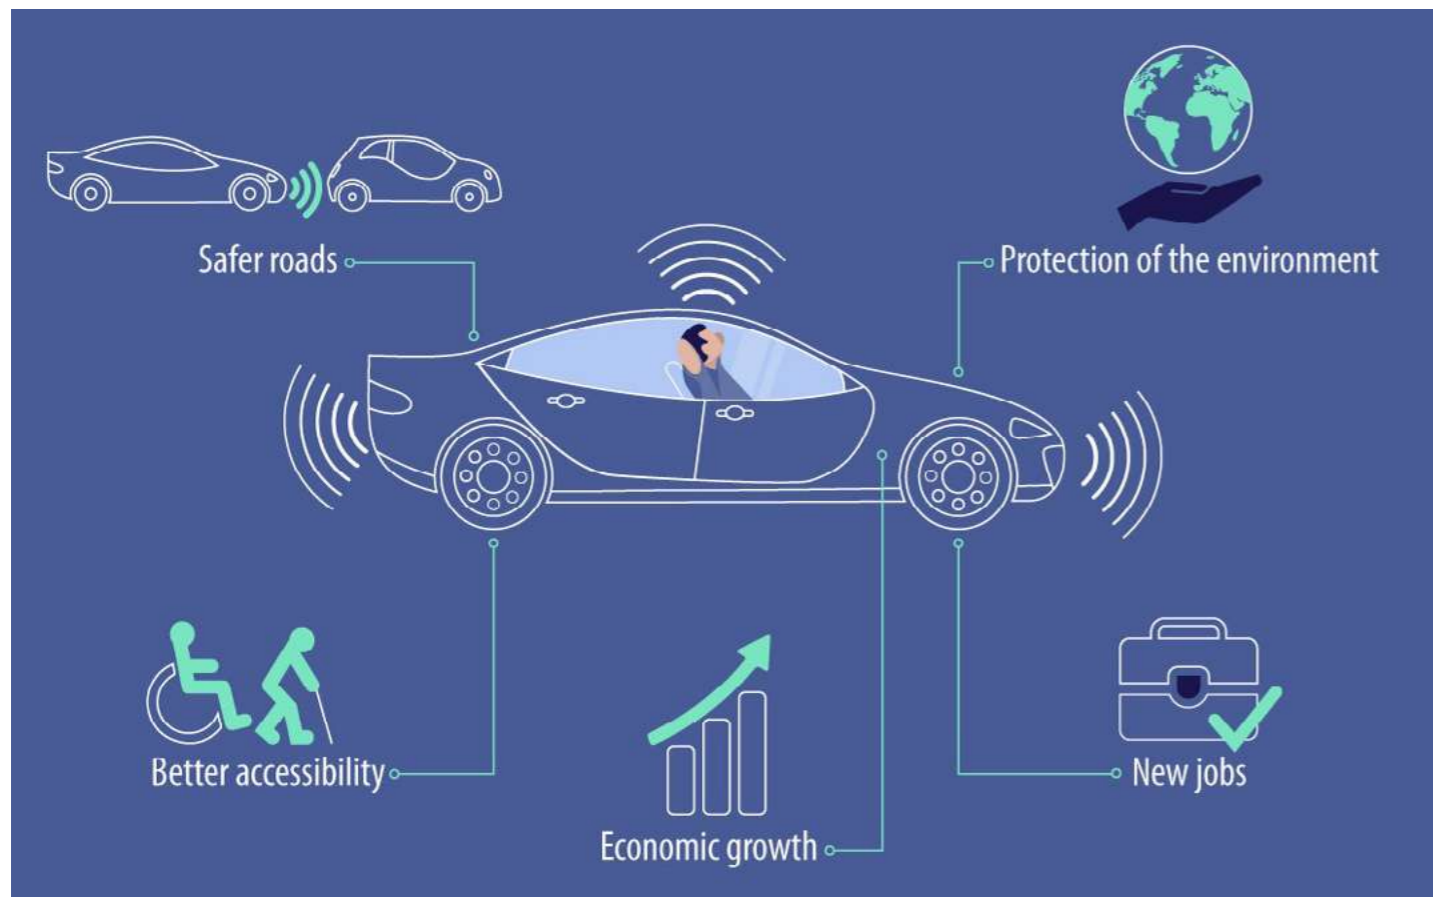 Safer roads
Protection of the environment
Better accessibility
New jobs
Economic growth